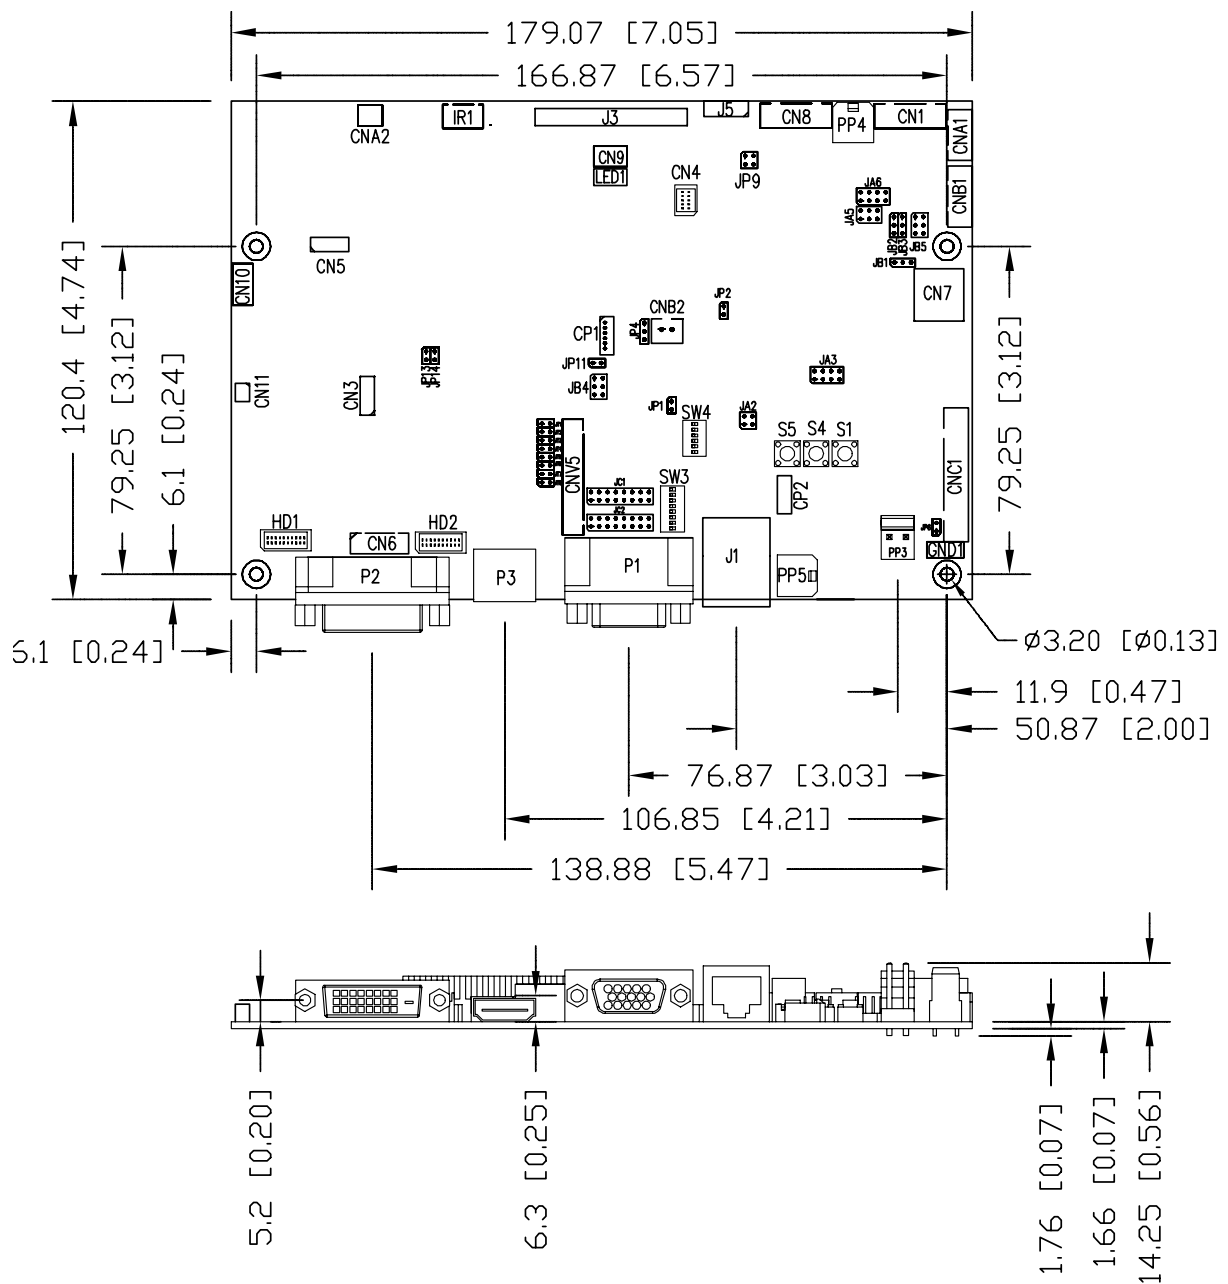 179.07 [7.05]
166.87 [6.57]
CNA2
IR1
J3
J5
CN8
PP4
CN1
CNA1
CN9
LED1
CN4
JP9
JA6
CNB1
JA5
JB2
JB3
JB5
CN5
JB1
CN10
CN7
120.4 [4.74]
79.25 [3.12]
6.1 [0.24]
79.25 [3.12]
JP2
CNB2
CP1
JP4
JP13
JP14
JP11
JA3
CN11
CN3
JB4
JP1
SW4
JA2
S5
S4
S1
CNV5
SW3
CP2
CNC1
JC1
JC2
HD1
HD2
CN6
JP6
PP3
GND1
P2
P3
P1
J1
PP5
6.1 [0.24]
ø3.20 [ø0.13]
11.9 [0.47]
50.87 [2.00]
76.87 [3.03]
106.85 [4.21]
138.88 [5.47]
5.2 [0.20]
6.3 [0.25]
1.76 [0.07]
1.66 [0.07]
14.25 [0.56]